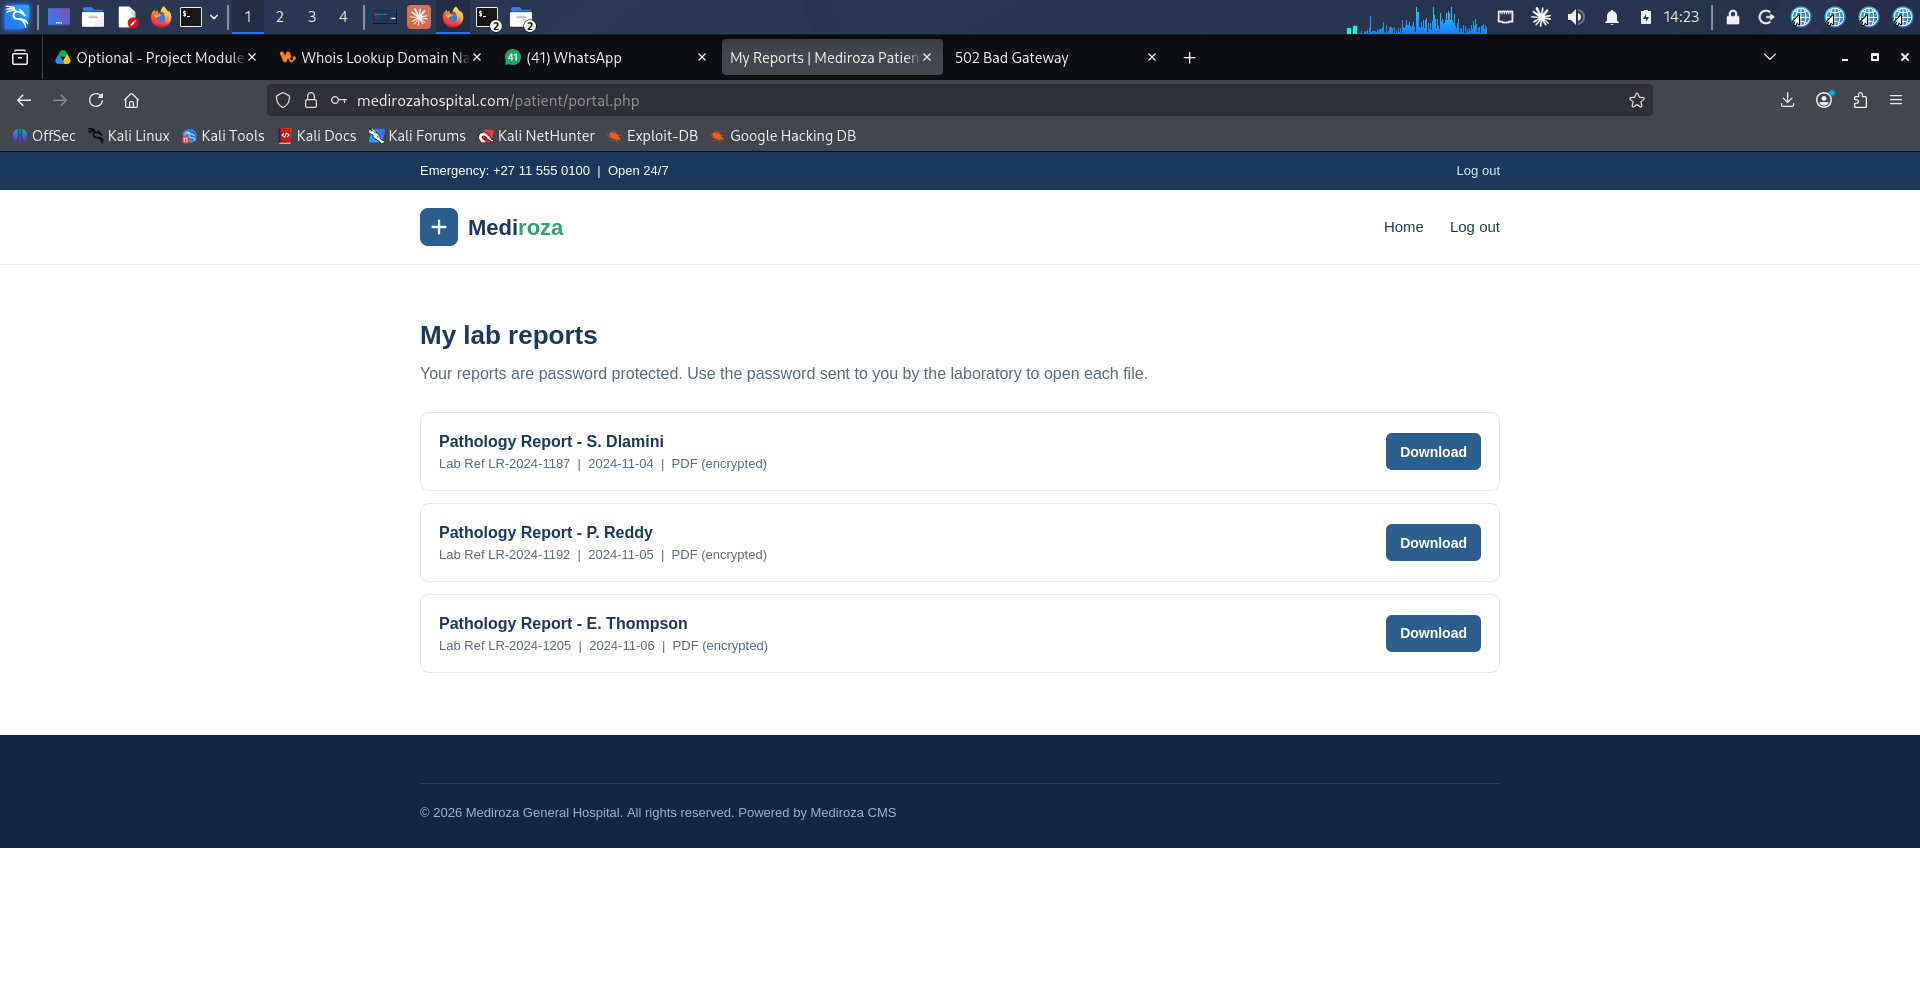 1 2 3 4 2 2 14:23
Optional - Project Module Whois Lookup Domain Na 41 (41) WhatsApp My Reports | Mediroza Patien 502 Bad Gateway
medirozahospital.com/patient/portal.php
OffSec Kali Linux Kali Tools Kali Docs Kali Forums Kali NetHunter Exploit-DB Google Hacking DB
Emergency: +27 11 555 0100 | Open 24/7 Log out
Mediroza Home Log out
My lab reports
Your reports are password protected. Use the password sent to you by the laboratory to open each file.
Pathology Report - S. Dlamini
Lab Ref LR-2024-1187 | 2024-11-04 | PDF (encrypted)
Download
Pathology Report - P. Reddy
Lab Ref LR-2024-1192 | 2024-11-05 | PDF (encrypted)
Download
Pathology Report - E. Thompson
Lab Ref LR-2024-1205 | 2024-11-06 | PDF (encrypted)
Download
© 2026 Mediroza General Hospital. All rights reserved. Powered by Mediroza CMS